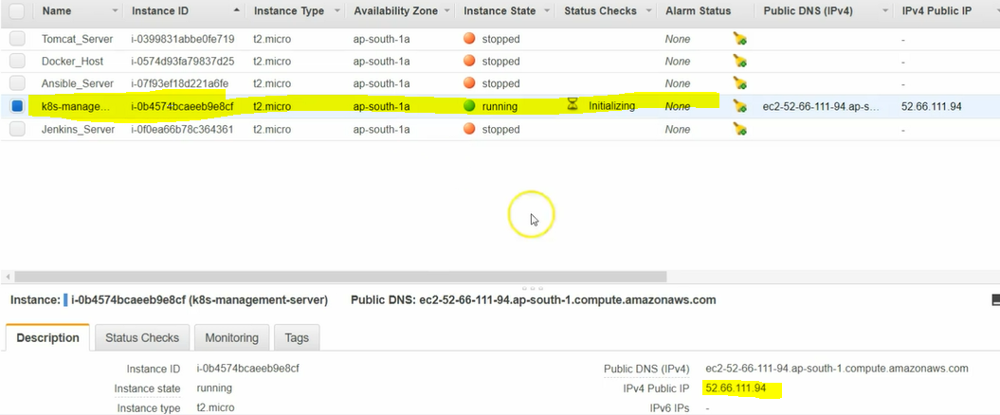 Name Instance ID Instance Type Availability Zone Instance State Status Checks Alarm Status Public DNS (IPv4) IPv4 Public IP
Tomcat_Server i-0399831abbe0fe719 t2.micro ap-south-1a stopped None -
Docker_Host i-0574d93fa79837d25 t2.micro ap-south-1a stopped None -
Ansible_Server i-07f93ef18d221a6fe t2.micro ap-south-1a stopped None -
k8s-manage... i-0b4574bcaeeb9e8cf t2.micro ap-south-1a running Initializing None ec2-52-66-111-94.ap-s... 52.66.111.94
Jenkins_Server i-0f0ea66b78c364361 t2.micro ap-south-1a stopped None -
Instance: i-0b4574bcaeeb9e8cf (k8s-management-server) Public DNS: ec2-52-66-111-94.ap-south-1.compute.amazonaws.com
Description Status Checks Monitoring Tags
Instance ID i-0b4574bcaeeb9e8cf Public DNS (IPv4) ec2-52-66-111-94.ap-south-1.compute.amazonaws.com
Instance state running IPv4 Public IP 52.66.111.94
Instance type t2.micro IPv6 IPs -